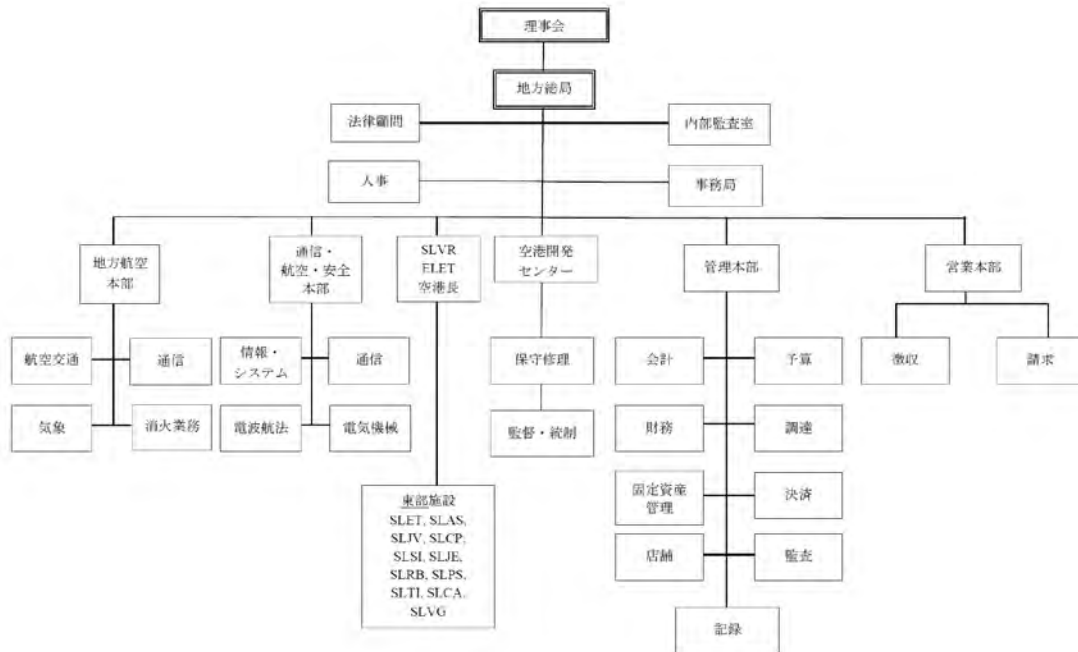 理事会
地方総局
法律顧問
内部監査室
人事
事務局
地方航空
本部
通信・
航空・安全
本部
SLVR
ELET
空港長
空港開発
センター
管理本部
営業本部
航空交通
通信
情報・
システム
通信
保守修理
会計
予算
徴収
請求
気象
消火業務
電波航法
電気機械
監督・統制
財務
調達
東部施設
SLET, SLAS,
SLJV, SLCP,
SLSI, SLJE,
SLRB, SLPS,
SLTI, SLCA,
SLVG
固定資産
管理
決済
店舗
監査
記録